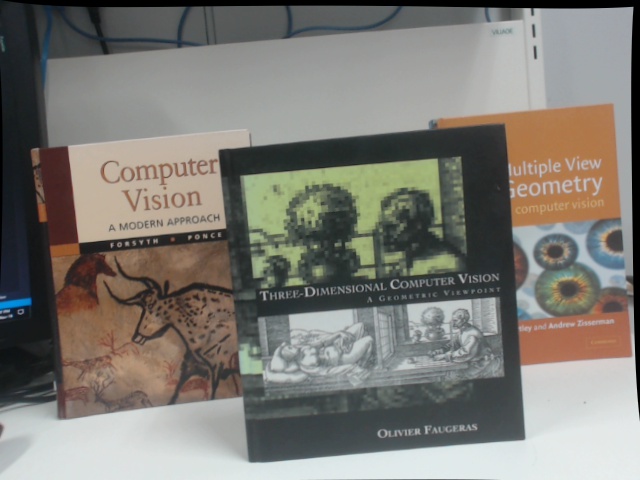 Computer
Vision
A MODERN APPROACH
FORSYTH PONCE
THREE-DIMENSIONAL COMPUTER VISION
A GEOMETRIC VIEWPOINT
OLIVIER FAUGERAS
ultiple View
Geometry
computer vision
tley and Andrew Zisserman